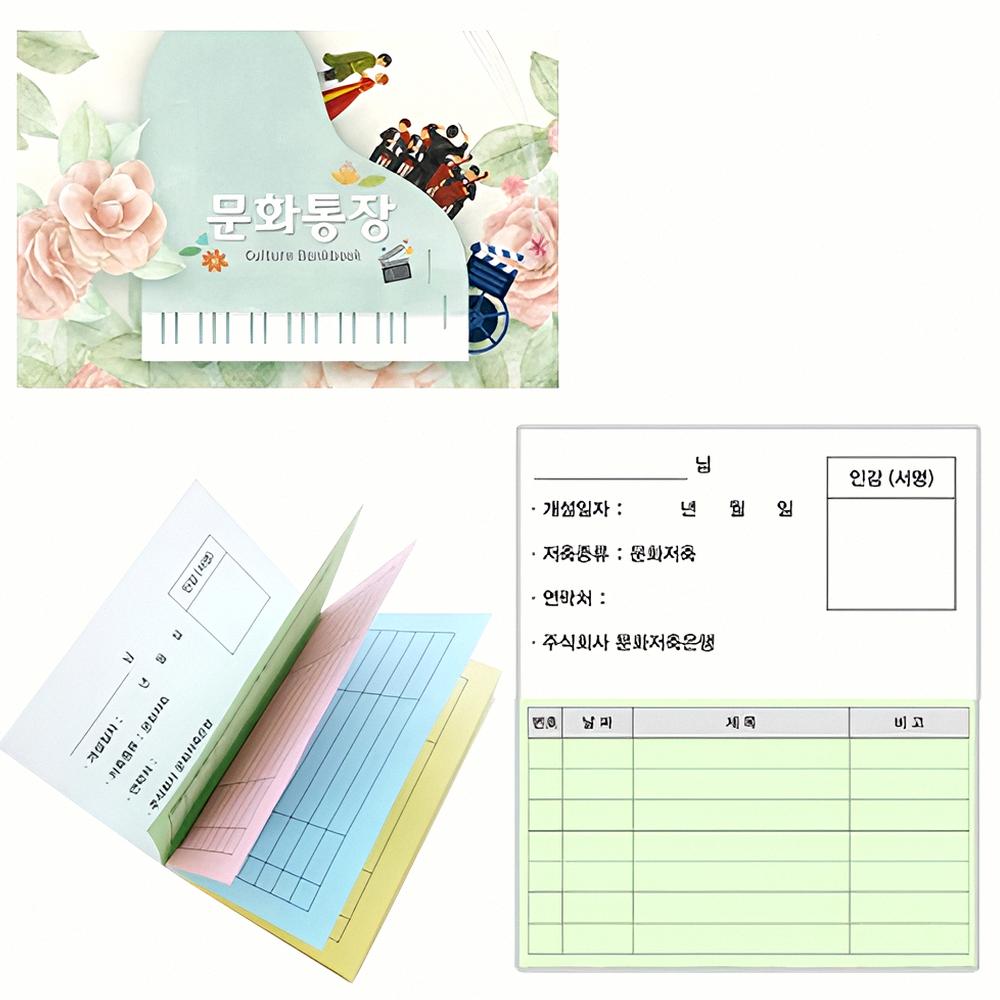 문화통장
님
인감 (서명)
· 개설일자 : 년 월 일
· 저축종류 : 문화저축
· 연락처 :
· 주식회사 문화저축은행
번호 날짜 제목 비고